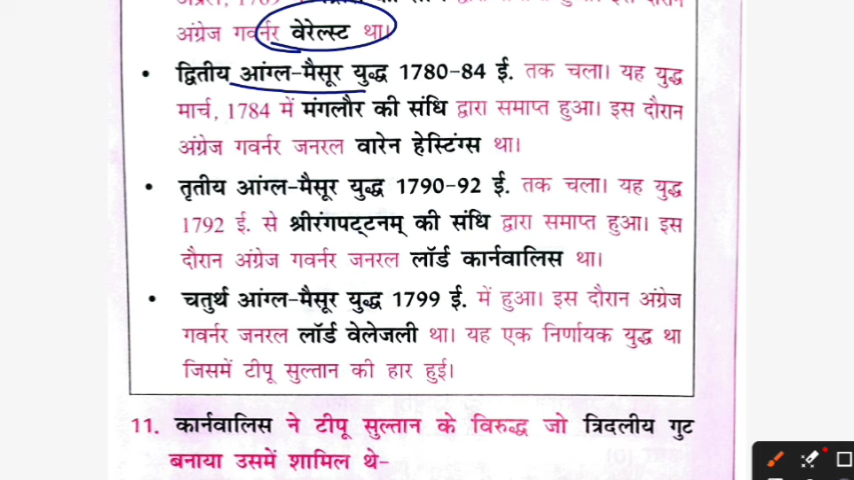 अंग्रेज गवर्नर वेरेल्स्ट था।
• द्वितीय आंग्ल-मैसूर युद्ध 1780-84 ई. तक चला। यह युद्ध
मार्च, 1784 में मंगलौर की संधि द्वारा समाप्त हुआ। इस दौरान
अंग्रेज गवर्नर जनरल वारेन हेस्टिंग्स था।
• तृतीय आंग्ल-मैसूर युद्ध 1790-92 ई. तक चला। यह युद्ध
1792 ई. से श्रीरंगपट्टनम् की संधि द्वारा समाप्त हुआ। इस
दौरान अंग्रेज गवर्नर जनरल लॉर्ड कार्नवालिस था।
• चतुर्थ आंग्ल-मैसूर युद्ध 1799 ई. में हुआ। इस दौरान अंग्रेज
गवर्नर जनरल लॉर्ड वेलेजली था। यह एक निर्णायक युद्ध था
जिसमें टीपू सुल्तान की हार हुई।
11. कार्नवालिस ने टीपू सुल्तान के विरुद्ध जो त्रिदलीय गुट
बनाया उसमें शामिल थे-